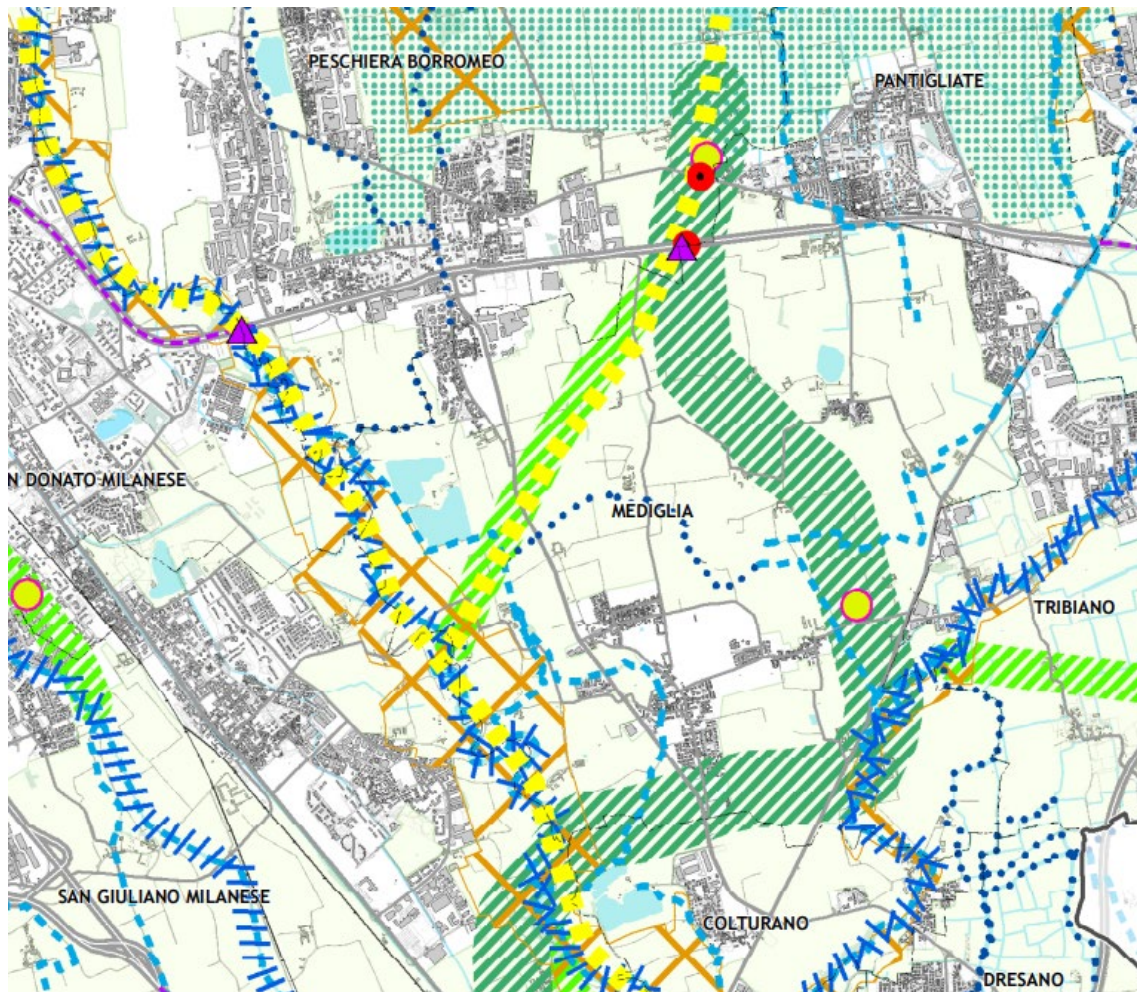 PESCHIERA BORROMEO
PANTIGLIATE
N DONATO MILANESE
MEDIGLIA
TRIBIANO
SAN GIULIANO MILANESE
COLTURANO
DRESANO